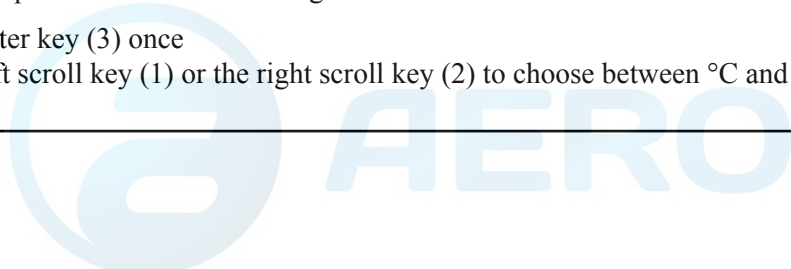 ter key (3) once
ft scroll key (1) or the right scroll key (2) to choose between °C and
AERO